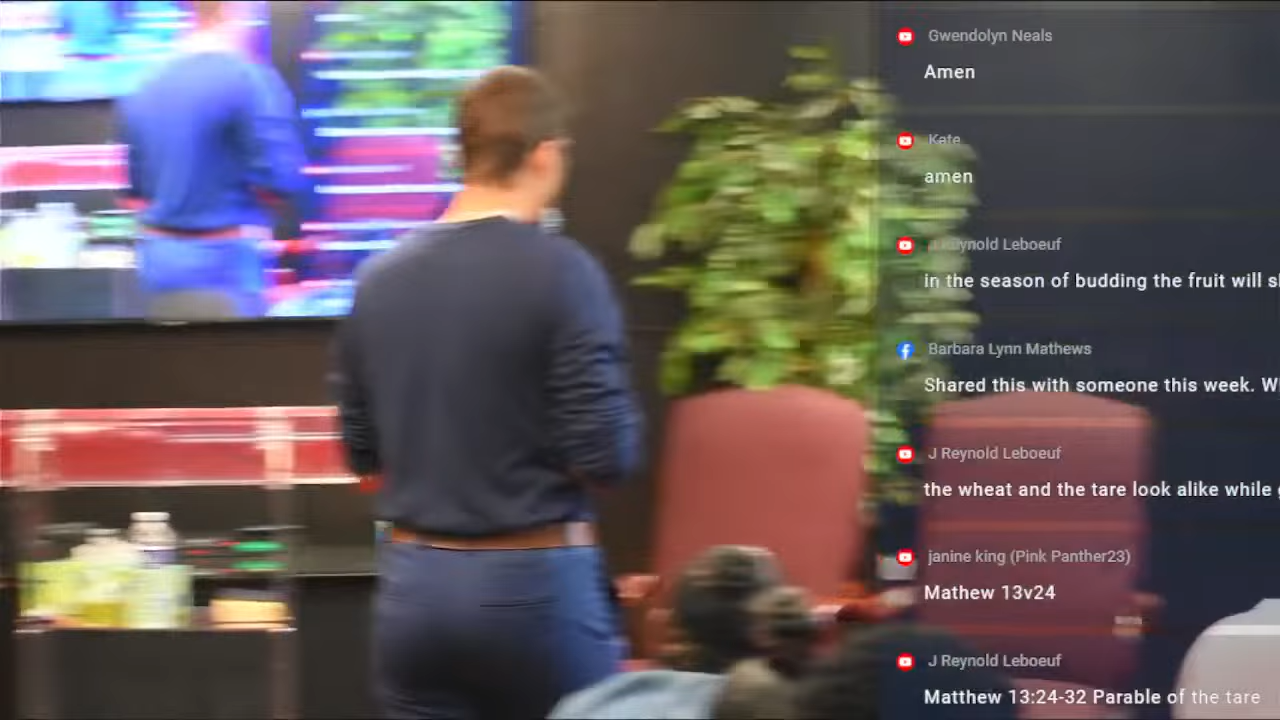 Gwendolyn Neals
Amen
Kate
amen
Reynold Leboeuf
in the season of budding the fruit will
Barbara Lynn Mathews
Shared this with someone this week.
J Reynold Leboeuf
the wheat and the tare look alike while
janine king (Pink Panther23)
Mathew 13v24
J Reynold Leboeuf
Matthew 13:24-32 Parable of the tare